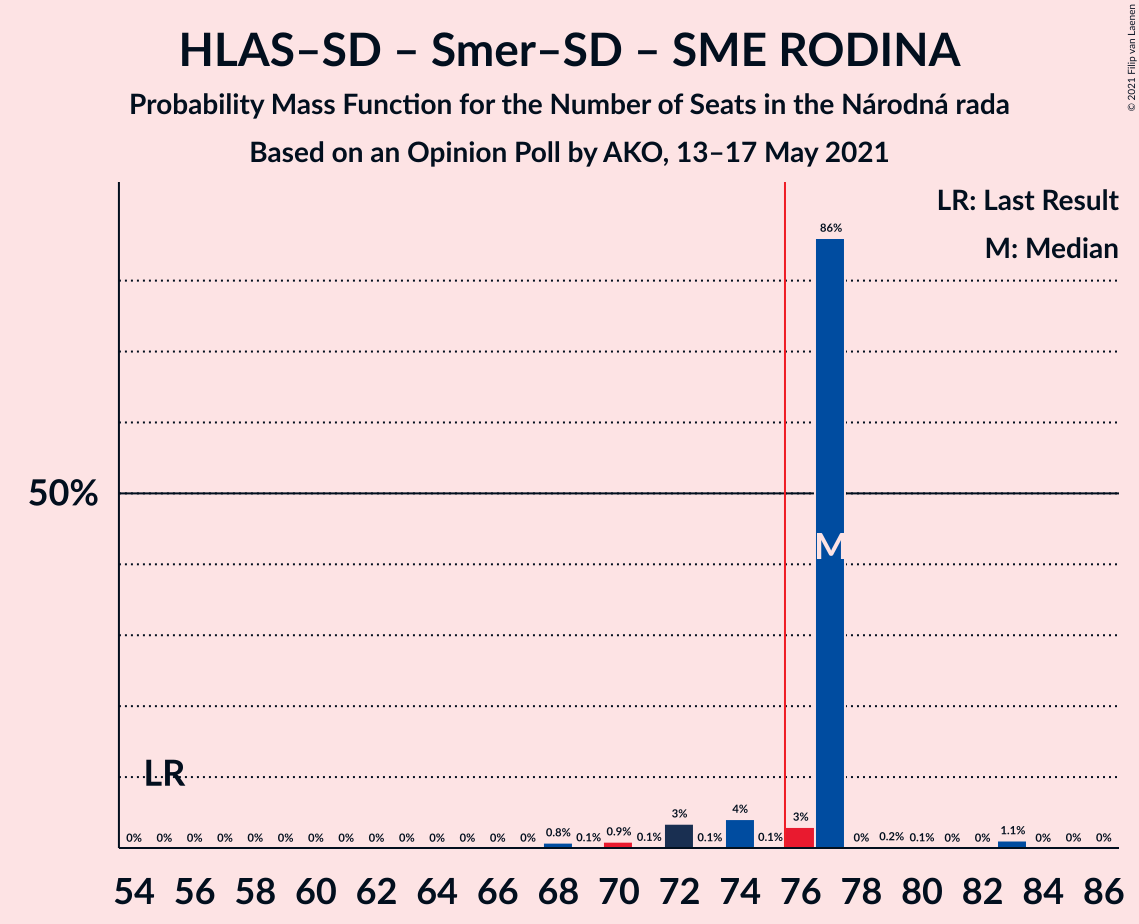 HLAS–SD – Smer–SD – SME RODINA
Probability Mass Function for the Number of Seats in the Národná rada
Based on an Opinion Poll by AKO, 13–17 May 2021
© 2021 Filip van Laenen
LR: Last Result
M: Median
86%
50%
M
LR
0% 0% 0% 0% 0% 0% 0% 0% 0% 0% 0% 0% 0% 0% 0.8% 0.1% 0.9% 0.1% 3% 0.1% 4% 0.1% 3% 0% 0.2% 0.1% 0% 0% 1.1% 0% 0% 0%
54 56 58 60 62 64 66 68 70 72 74 76 78 80 82 84 86